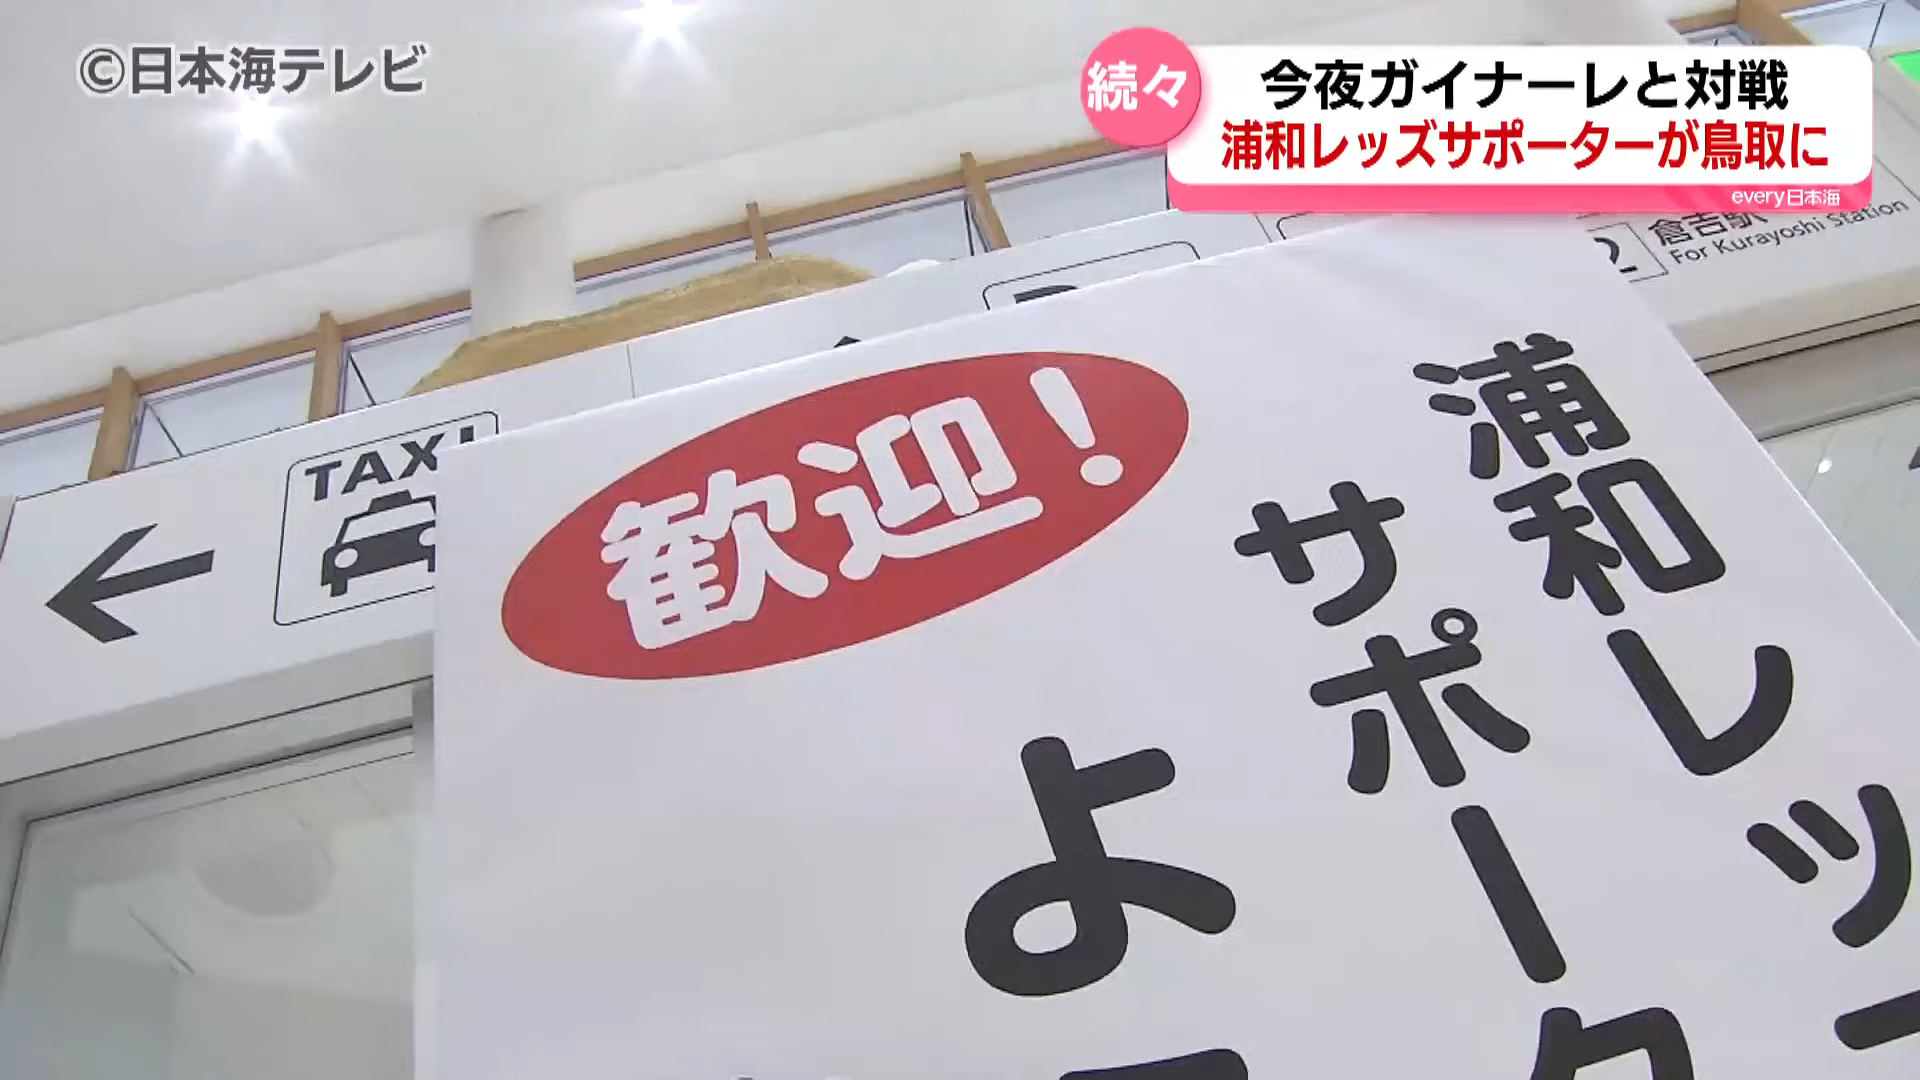 ©日本海テレビ
続々
今夜ガイナーレと対戦
浦和レッズサポーターが鳥取に
every日本海
2
倉吉駅
For Kurayoshi Station
TAXI
歓迎!
浦和レッ
サポータ
よ